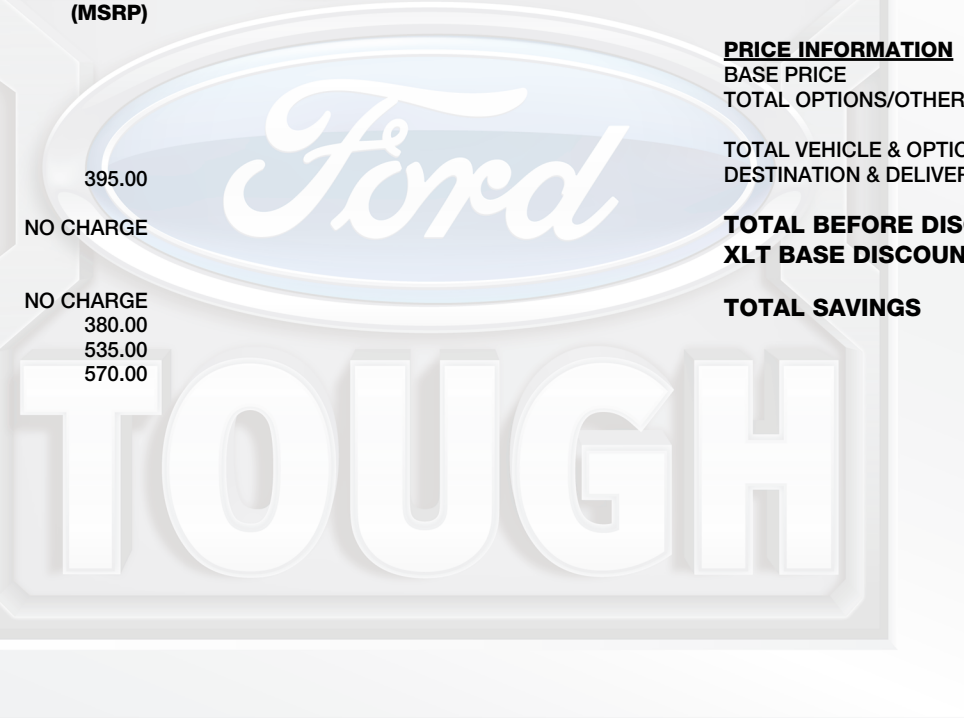 (MSRP)
395.00
NO CHARGE
NO CHARGE
380.00
535.00
570.00
PRICE INFORMATION
BASE PRICE
TOTAL OPTIONS/OTHER
TOTAL VEHICLE & OPTIO
DESTINATION & DELIVER
TOTAL BEFORE DIS
XLT BASE DISCOUN
TOTAL SAVINGS
Ford
TOUGH